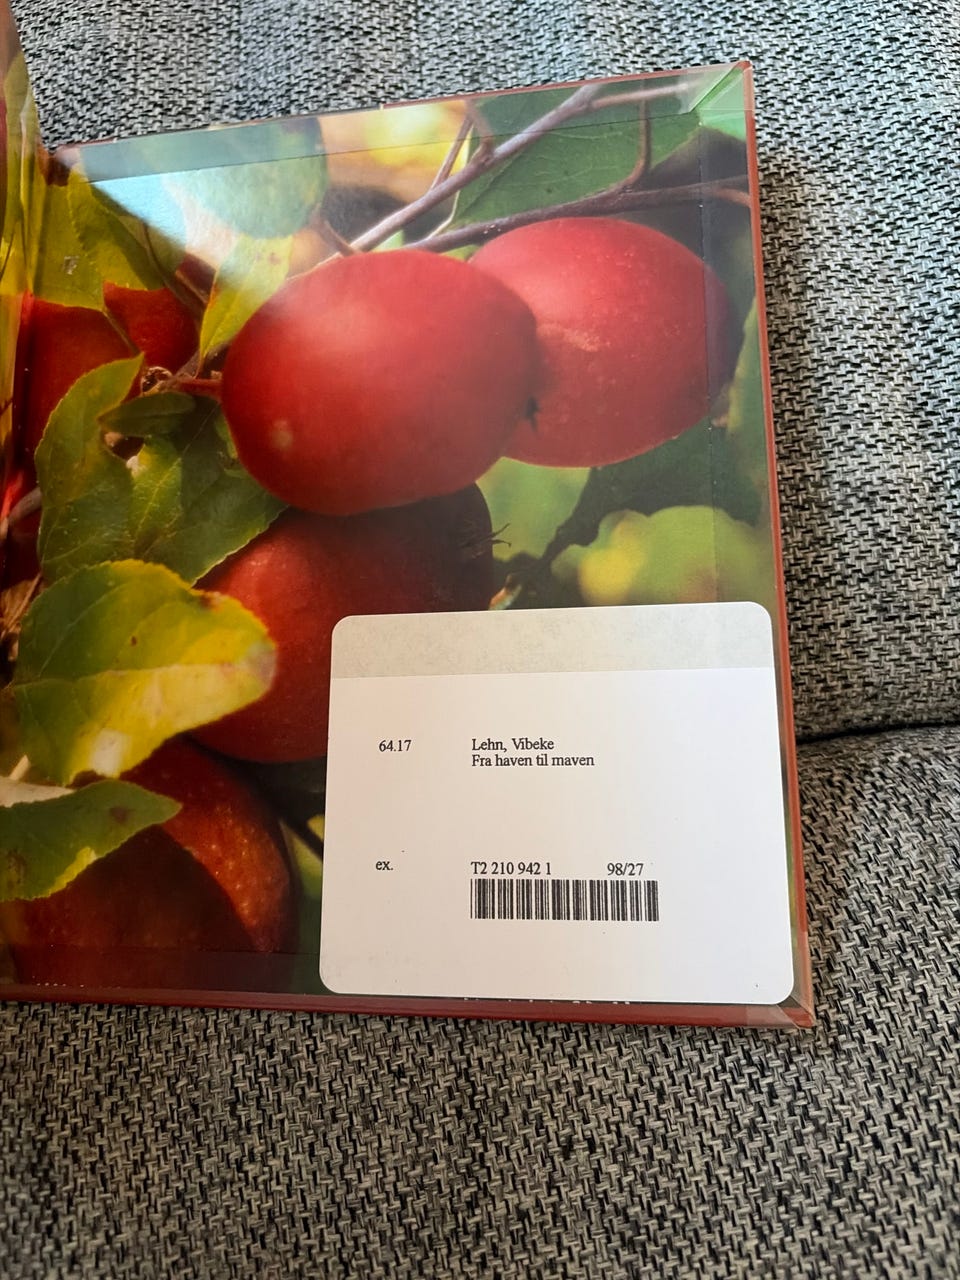 64.17 Lehn, Vibeke
Fra haven til maven
ex. T2 210 942 1 98/27